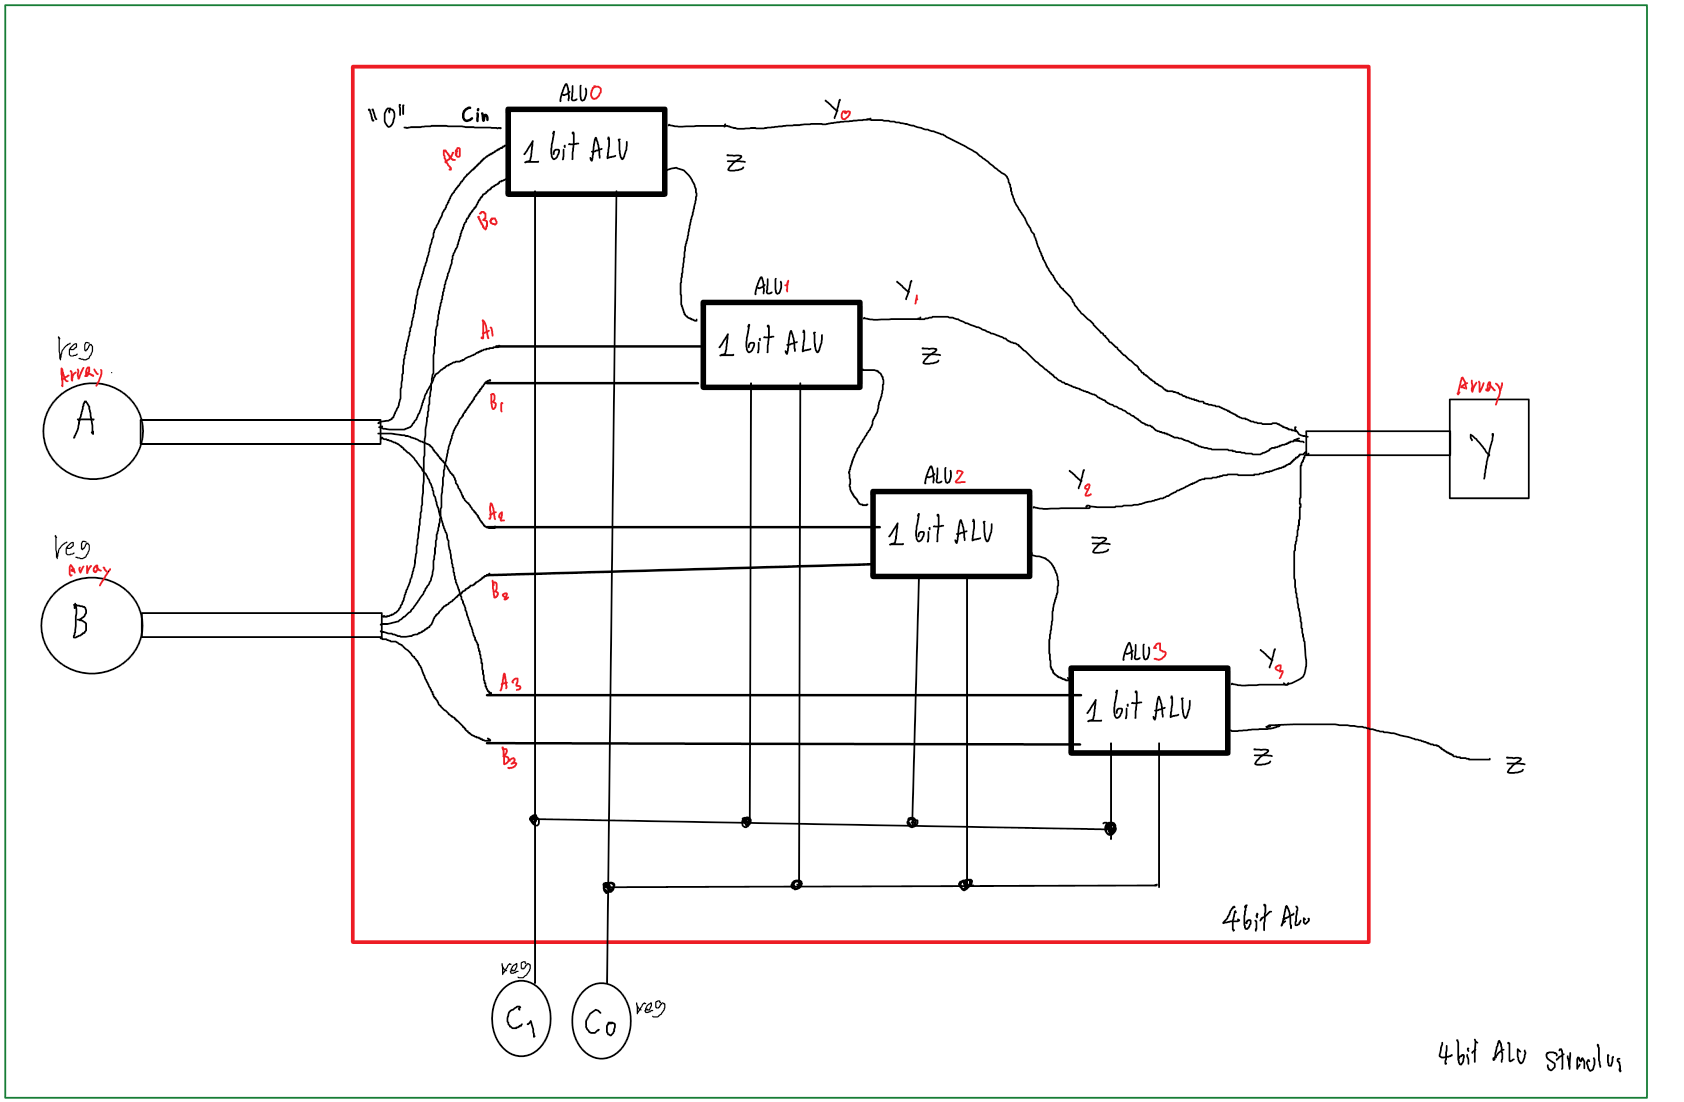 ALU0
"0" Cin
1 bit ALU
Y0
A0
Z
B0
ALU1
Y1
A1
1 bit ALU
Z
B1
reg
Array
A
Array
Y
ALU2
Y2
A2
1 bit ALU
Z
B2
reg
Array
B
ALU3
Y3
A3
1 bit ALU
B3
Z
Z
4bit Alu
reg
C1
C0
reg
4bit Alu Stimulus